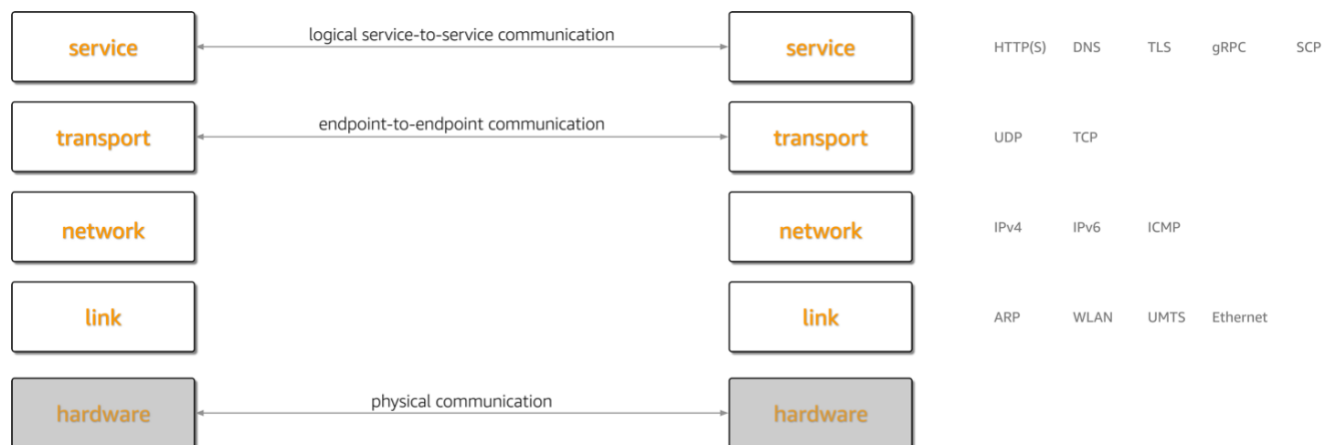 service logical service-to-service communication service HTTP(S) DNS TLS gRPC SCP
transport endpoint-to-endpoint communication transport UDP TCP
network network IPv4 IPv6 ICMP
link link ARP WLAN UMTS Ethernet
hardware physical communication hardware